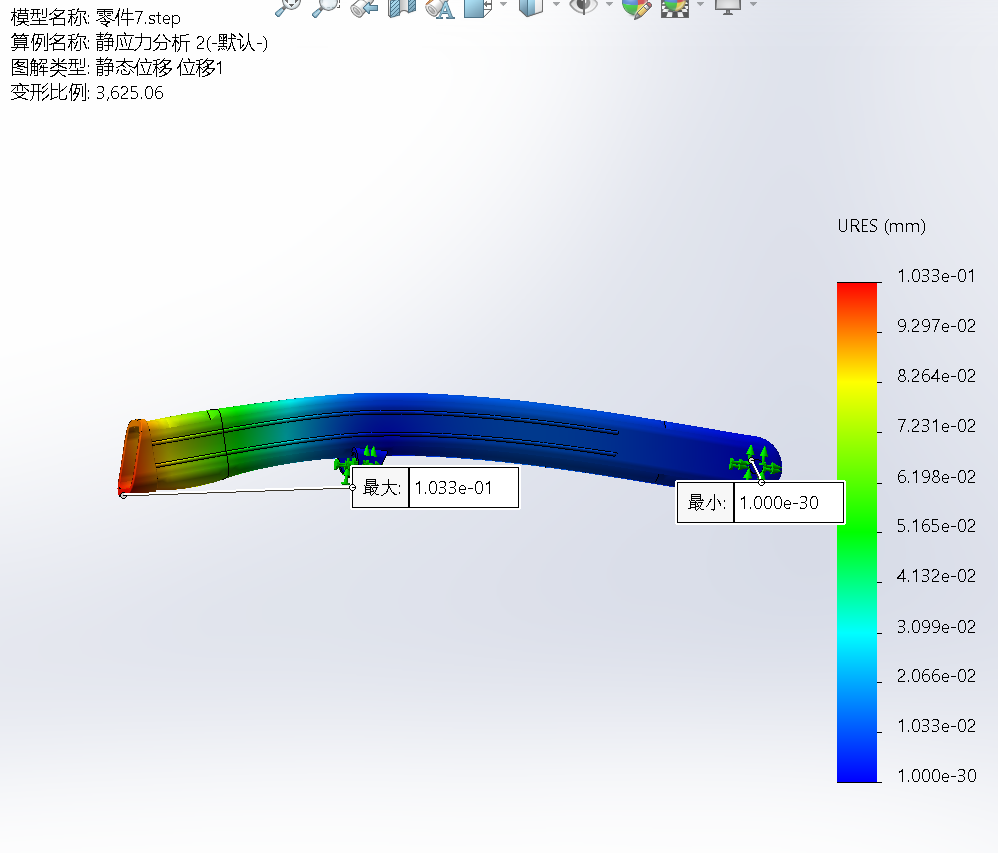 模型名称: 零件7.step
算例名称: 静应力分析 2(-默认-)
图解类型: 静态位移 位移1
变形比例: 3,625.06
URES (mm)
1.033e-01
9.297e-02
8.264e-02
7.231e-02
6.198e-02
5.165e-02
4.132e-02
3.099e-02
2.066e-02
1.033e-02
1.000e-30
最大: 1.033e-01
最小: 1.000e-30